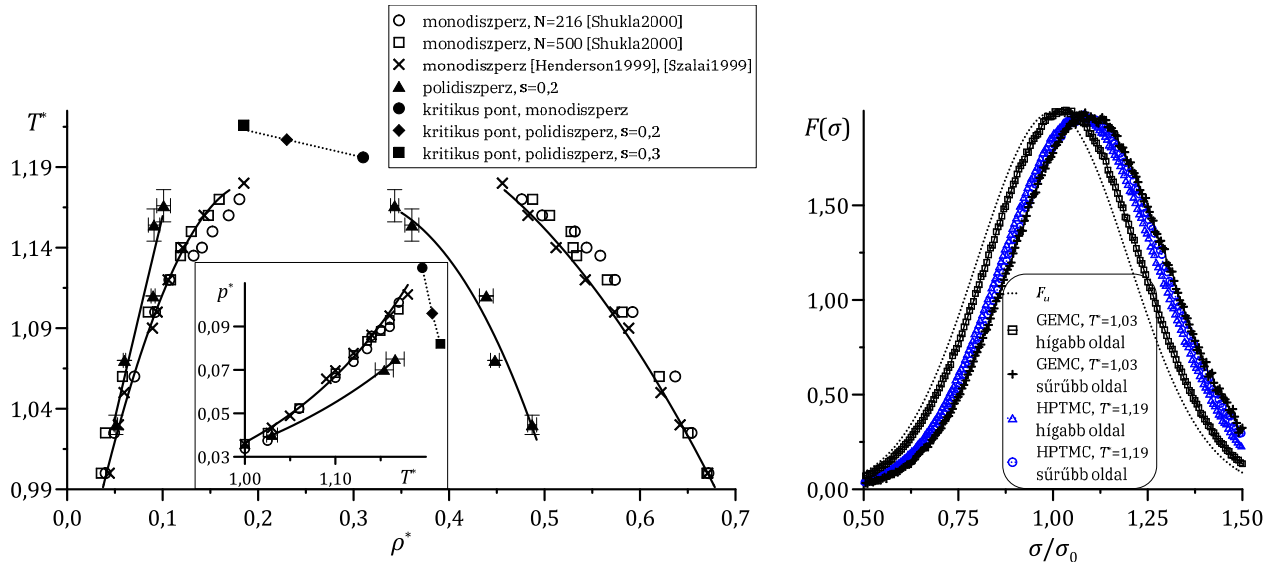 monodiszperz, N=216 [Shukla2000]
monodiszperz, N=500 [Shukla2000]
monodiszperz [Henderson1999], [Szalai1999]
polidiszperz, s=0,2
kritikus pont, monodiszperz
kritikus pont, polidiszperz, s=0,2
kritikus pont, polidiszperz, s=0,3
T*
1,19
1,14
1,09
1,04
0,99
0,0
0,1
0,2
0,3
0,4
0,5
0,6
0,7
ρ*
p*
0,09
0,07
0,05
0,03
1,00
1,10
T*
F(σ)
1,50
1,00
0,50
0,00
0,50
0,75
1,00
1,25
1,50
σ/σ0
GEMC, T*=1,03
hígabb oldal
GEMC, T*=1,03
sűrűbb oldal
HPTMC, T*=1,19
hígabb oldal
HPTMC, T*=1,19
sűrűbb oldal